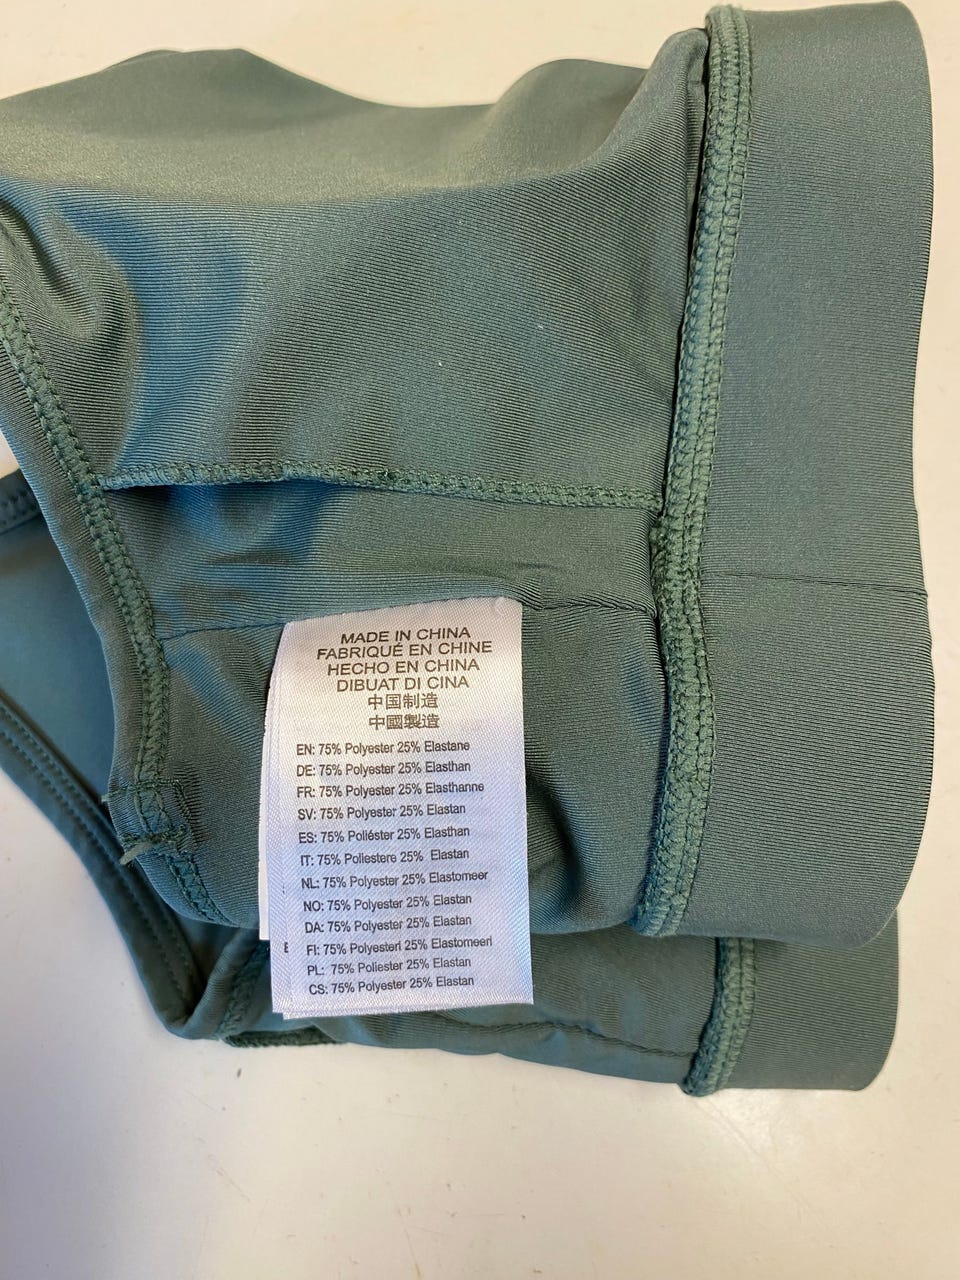 MADE IN CHINA
FABRIQUÉ EN CHINE
HECHO EN CHINA
DIBUAT DI CINA
中国制造
中國製造
EN: 75% Polyester 25% Elastane
DE: 75% Polyester 25% Elasthan
FR: 75% Polyester 25% Elasthanne
SV: 75% Polyester 25% Elastan
ES: 75% Poliéster 25% Elasthan
IT: 75% Poliestere 25% Elastan
NL: 75% Polyester 25% Elastomeer
NO: 75% Polyester 25% Elastan
DA: 75% Polyester 25% Elastan
FI: 75% Polyesteri 25% Elastomeeri
PL: 75% Poliester 25% Elastan
CS: 75% Polyester 25% Elastan